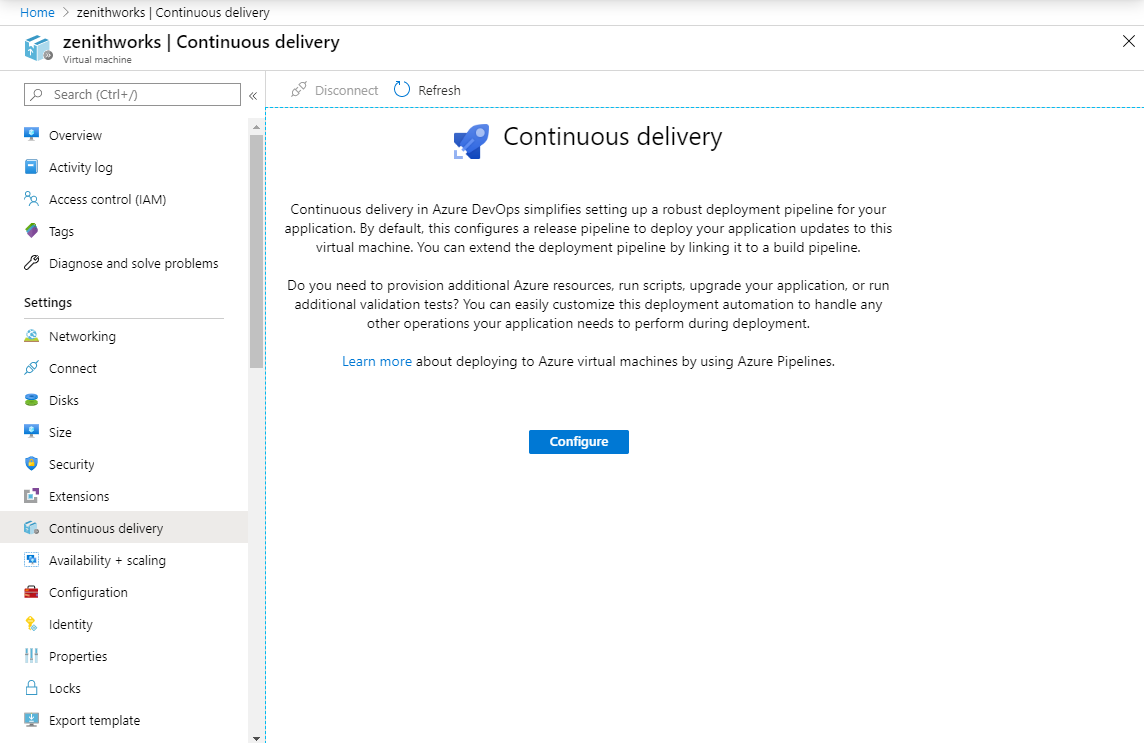 Home > zenithworks | Continuous delivery
zenithworks | Continuous delivery
Virtual machine
Search (Ctrl+/)
«
Overview
Activity log
Access control (IAM)
Tags
Diagnose and solve problems
Settings
Networking
Connect
Disks
Size
Security
Extensions
Continuous delivery
Availability + scaling
Configuration
Identity
Properties
Locks
Export template
Disconnect
Refresh
Continuous delivery
Continuous delivery in Azure DevOps simplifies setting up a robust deployment pipeline for your
application. By default, this configures a release pipeline to deploy your application updates to this
virtual machine. You can extend the deployment pipeline by linking it to a build pipeline.
Do you need to provision additional Azure resources, run scripts, upgrade your application, or run
additional validation tests? You can easily customize this deployment automation to handle any
other operations your application needs to perform during deployment.
Learn more about deploying to Azure virtual machines by using Azure Pipelines.
Configure